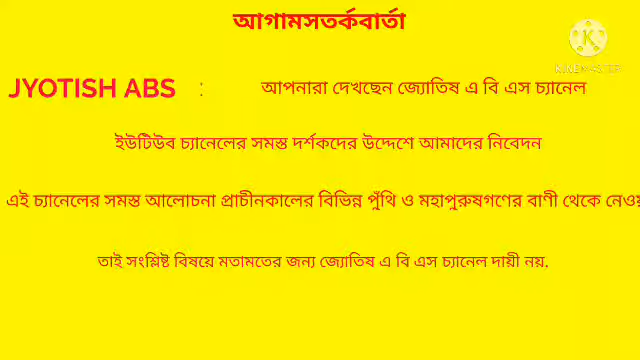 আগামসতর্কবার্তা
KINEMASTER
JYOTISH ABS : আপনারা দেখছেন জ্যোতিষ এ বি এস চ্যানেল
ইউটিউব চ্যানেলের সমস্ত দর্শকদের উদ্দেশে আমাদের নিবেদন
এই চ্যানেলের সমস্ত আলোচনা প্রাচীনকালের বিভিন্ন পুঁথি ও মহাপুরুষগণের বাণী থেকে
তাই সংশ্লিষ্ট বিষয়ে মতামতের জন্য জ্যোতিষ এ বি এস চ্যানেল দায়ী নয়.